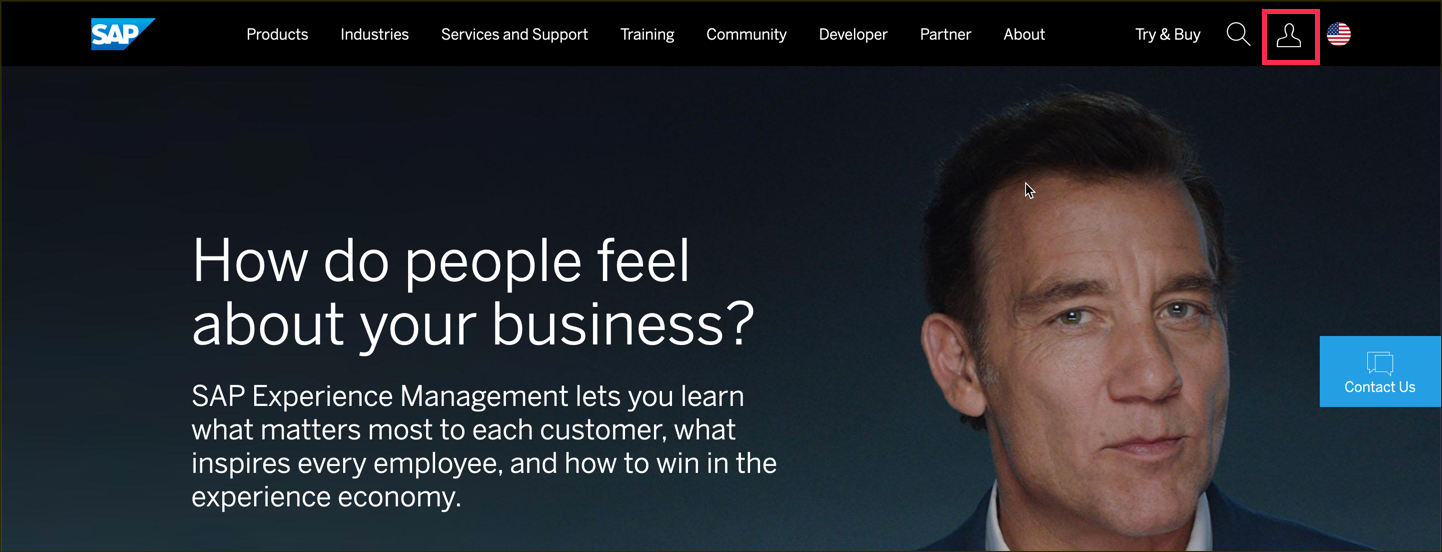 SAP
Products
Industries
Services and Support
Training
Community
Developer
Partner
About
Try & Buy
How do people feel
about your business?
SAP Experience Management lets you learn
what matters most to each customer, what
inspires every employee, and how to win in the
experience economy.
Contact Us